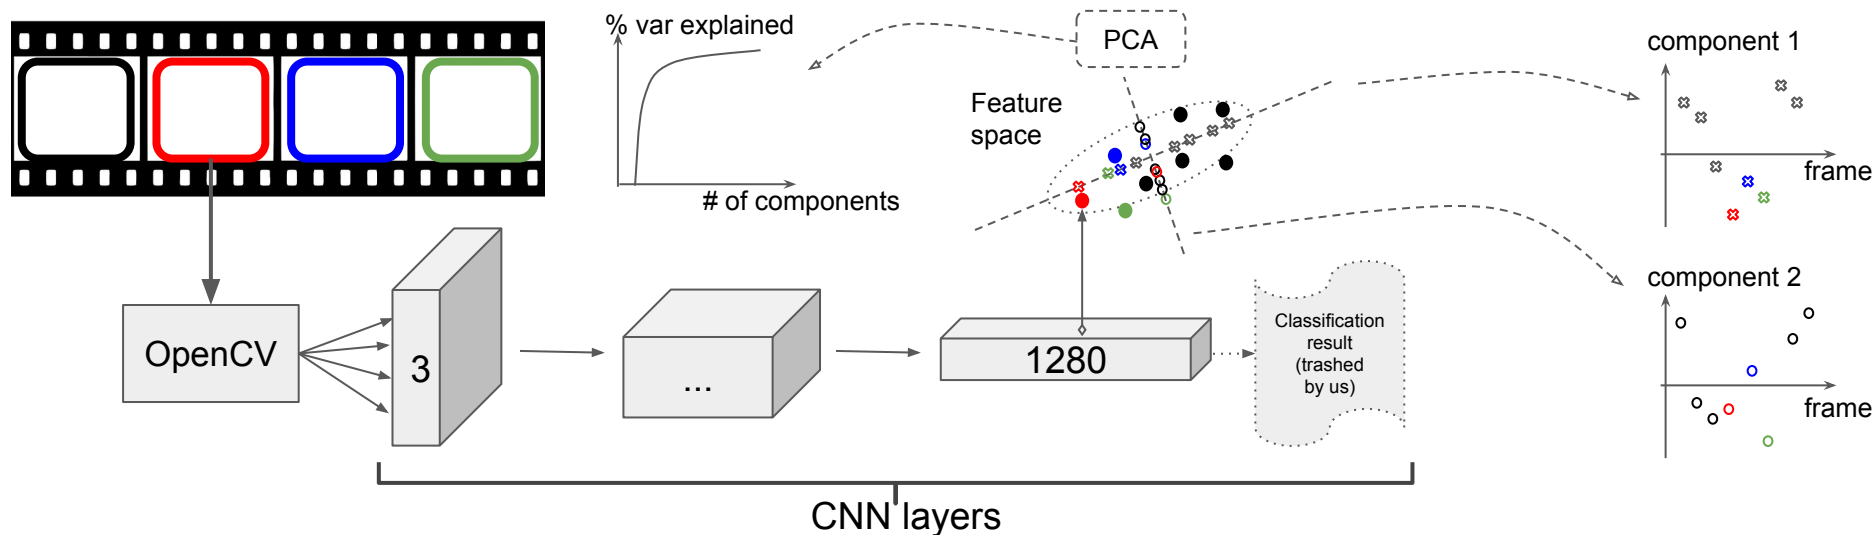 % var explained
# of components
PCA
Feature
space
component 1
frame
component 2
frame
OpenCV
3
...
1280
Classification
result
(trashed
by us)
CNN layers